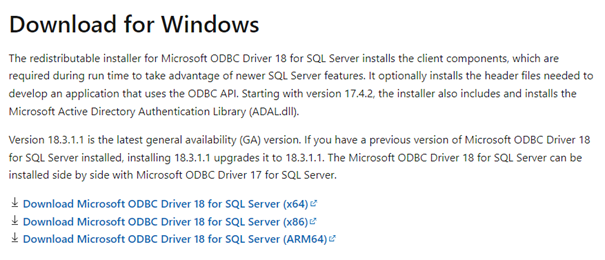 Download for Windows
The redistributable installer for Microsoft ODBC Driver 18 for SQL Server installs the client components, which are
required during run time to take advantage of newer SQL Server features. It optionally installs the header files needed to
develop an application that uses the ODBC API. Starting with version 17.4.2, the installer also includes and installs the
Microsoft Active Directory Authentication Library (ADAL.dll).
Version 18.3.1.1 is the latest general availability (GA) version. If you have a previous version of Microsoft ODBC Driver 18
for SQL Server installed, installing 18.3.1.1 upgrades it to 18.3.1.1. The Microsoft ODBC Driver 18 for SQL Server can be
installed side by side with Microsoft ODBC Driver 17 for SQL Server.
Download Microsoft ODBC Driver 18 for SQL Server (x64)
Download Microsoft ODBC Driver 18 for SQL Server (x86)
Download Microsoft ODBC Driver 18 for SQL Server (ARM64)